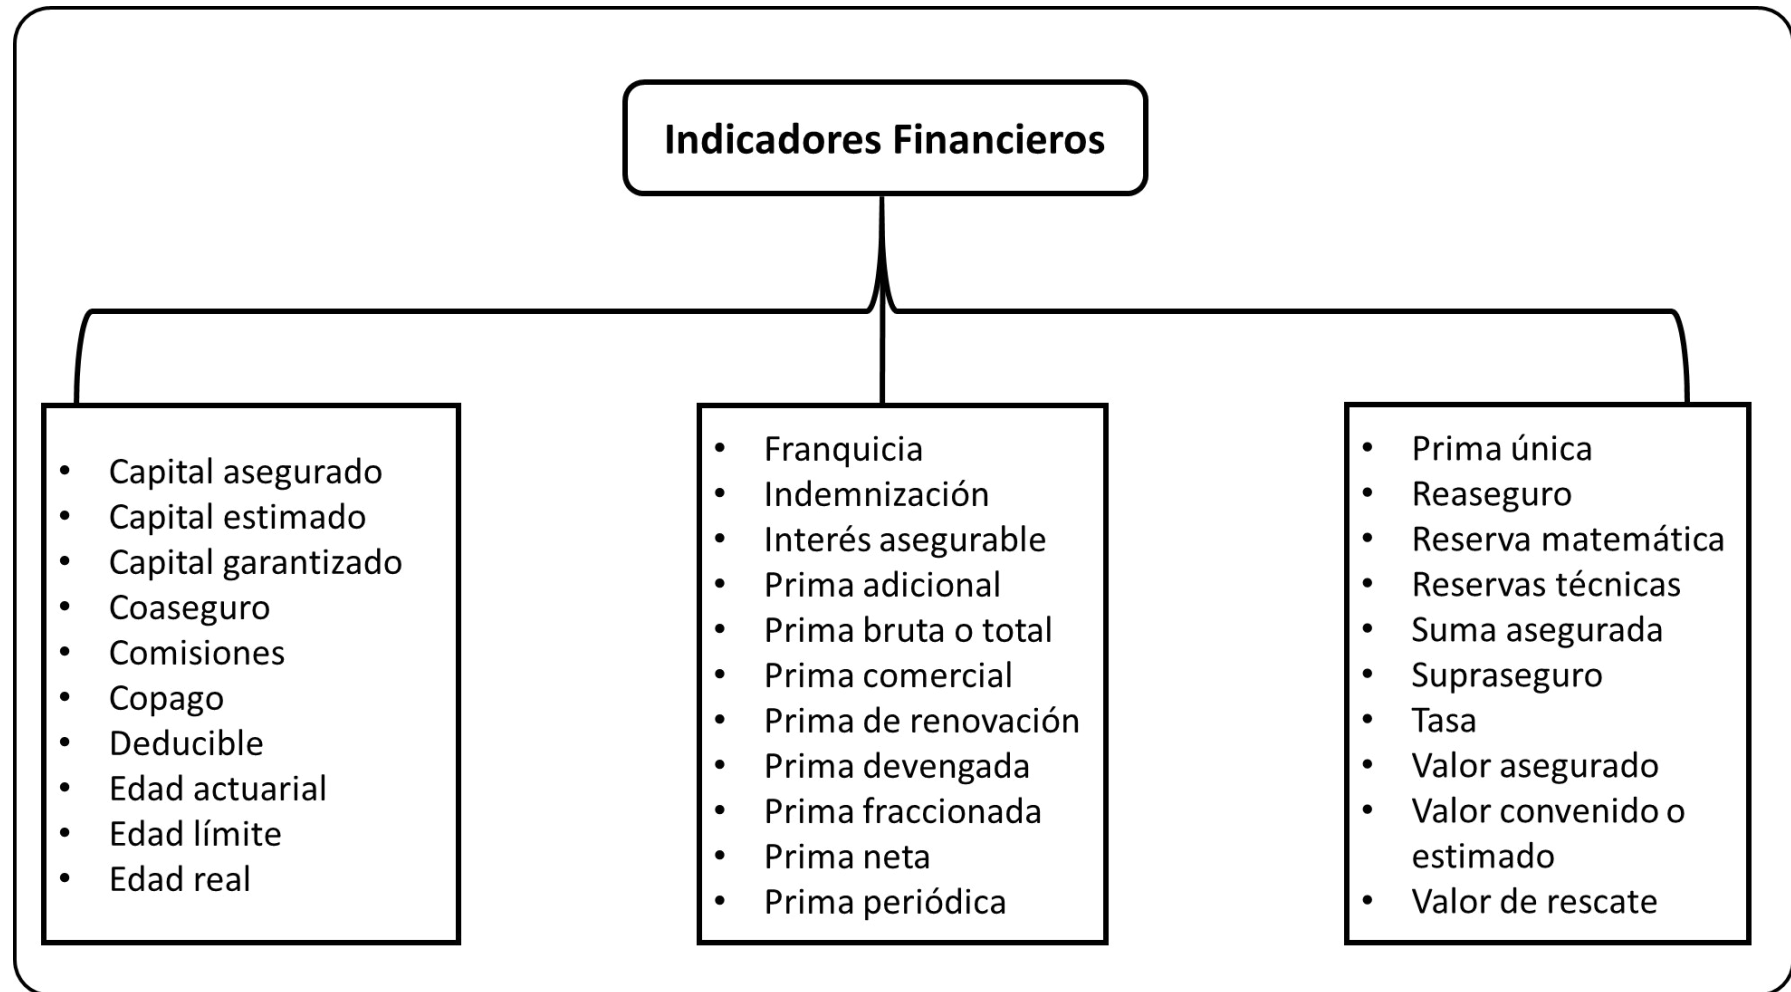 Indicadores Financieros
• Capital asegurado
• Capital estimado
• Capital garantizado
• Coaseguro
• Comisiones
• Copago
• Deducible
• Edad actuarial
• Edad límite
• Edad real
• Franquicia
• Indemnización
• Interés asegurable
• Prima adicional
• Prima bruta o total
• Prima comercial
• Prima de renovación
• Prima devengada
• Prima fraccionada
• Prima neta
• Prima periódica
• Prima única
• Reaseguro
• Reserva matemática
• Reservas técnicas
• Suma asegurada
• Supraseguro
• Tasa
• Valor asegurado
• Valor convenido o
estimado
• Valor de rescate